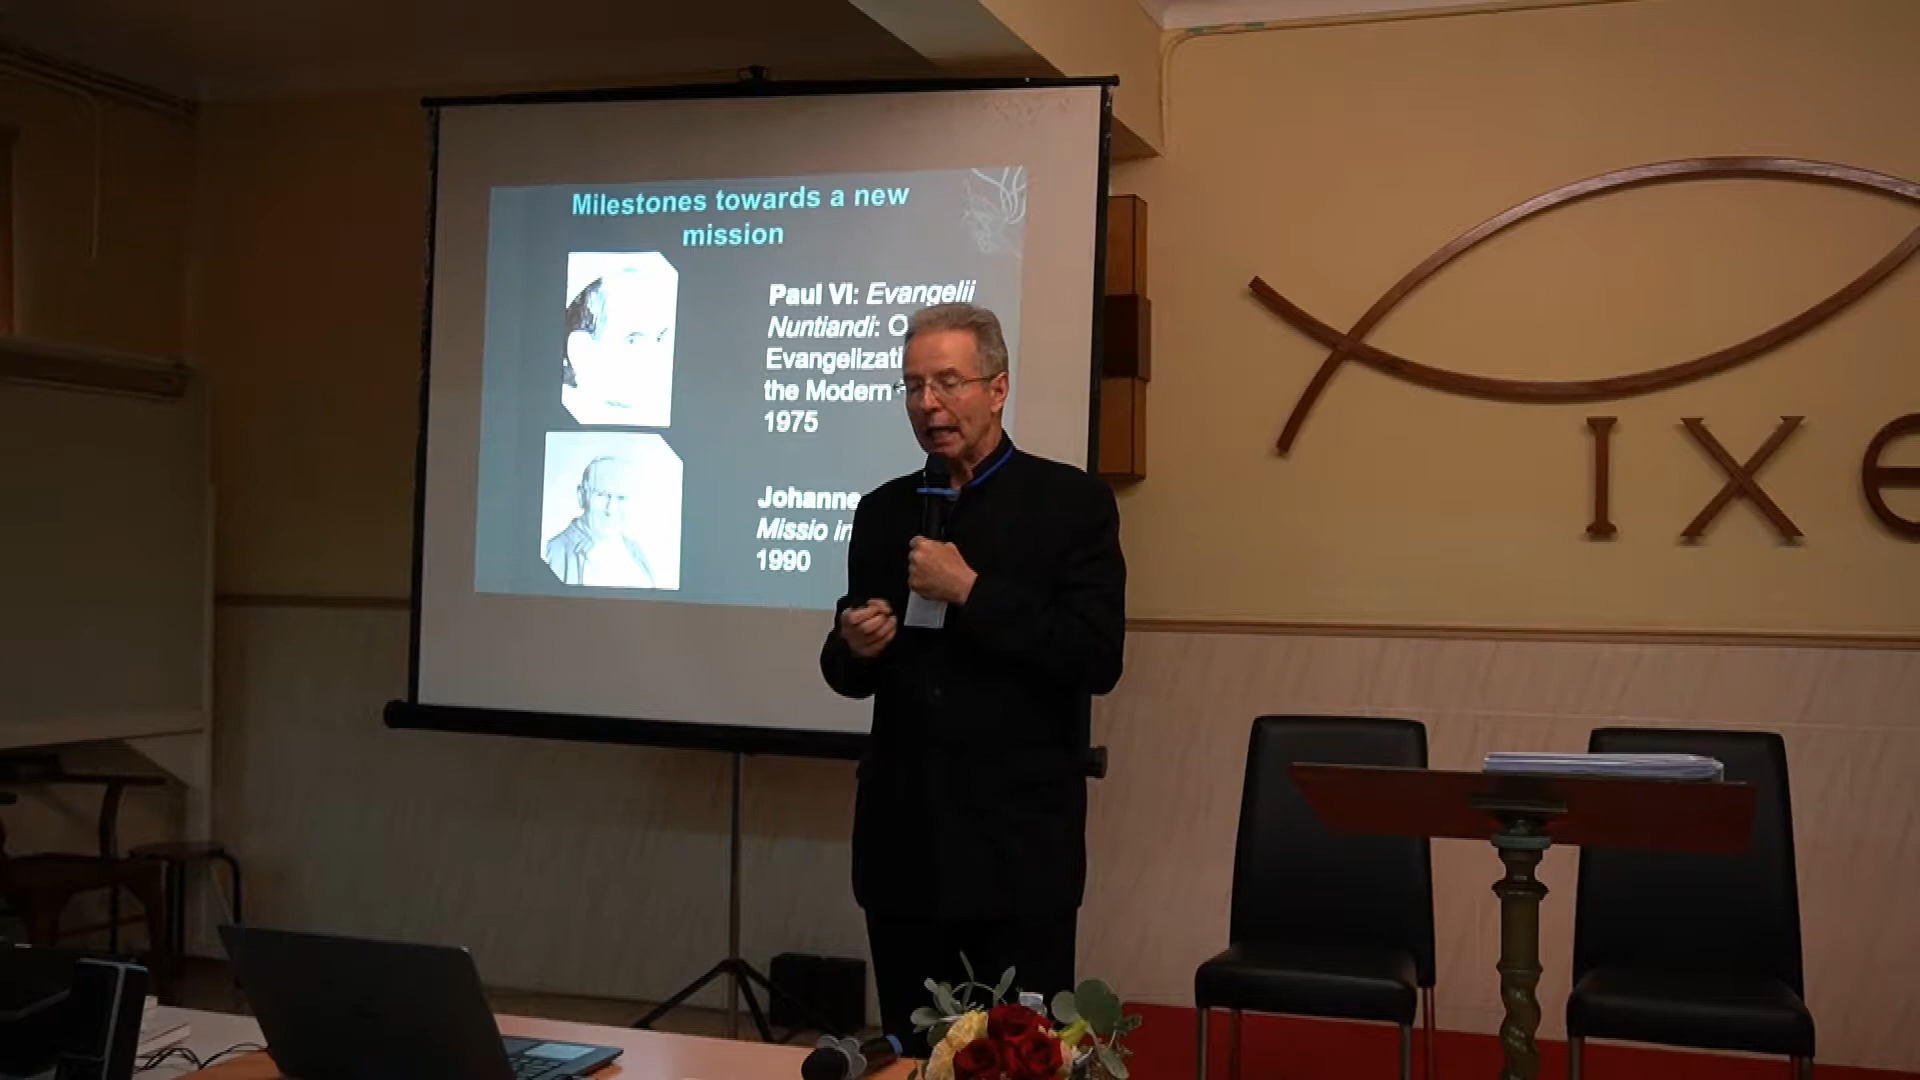 Milestones towards a new
mission
Paul VI: Evangelii
Nuntiandi: O
Evangelizati
the Modern
1975
Johanne
Missio in
1990
IXΘ